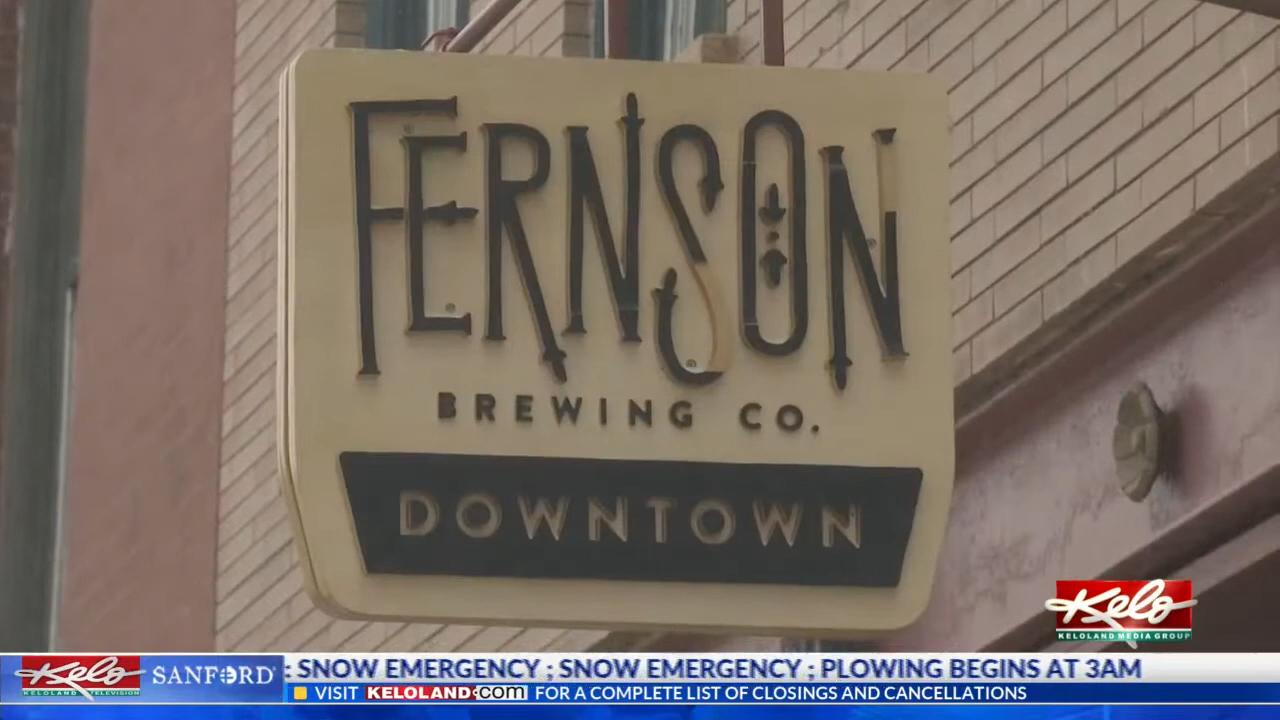 FERNSON
BREWING CO.
DOWNTOWN
Kelo
KELOLAND MEDIA GROUP
Kelo
KELOLAND TELEVISION
SANFORD
: SNOW EMERGENCY ; SNOW EMERGENCY ; PLOWING BEGINS AT 3AM
VISIT KELOLAND.com FOR A COMPLETE LIST OF CLOSINGS AND CANCELLATIONS